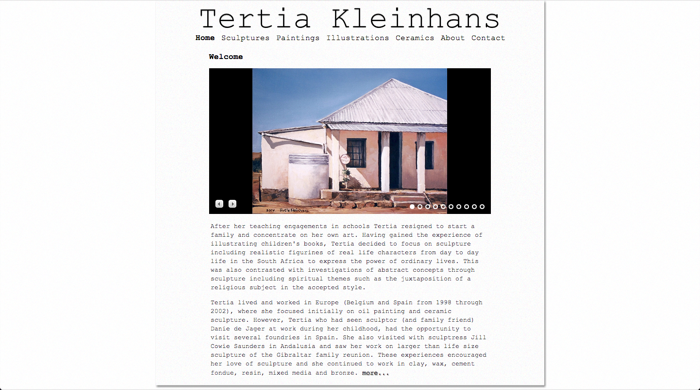 Tertia Kleinhans
Home Sculptures Paintings Illustrations Ceramics About Contact
Welcome
After her teaching engagements in schools Tertia resigned to start a
family and concentrate on her own art. Having gained the experience of
illustrating children's books, Tertia decided to focus on sculpture
including realistic figurines of real life characters from day to day
life in the South Africa to express the power of ordinary lives. This
was also contrasted with investigations of abstract concepts through
sculpture including spiritual themes such as the juxtaposition of a
religious subject in the accepted style.
Tertia lived and worked in Europe (Belgium and Spain from 1998 through
2002), where she focused initially on oil painting and ceramic
sculpture. However, Tertia who had seen sculptor (and family friend)
Danie de Jager at work during her childhood, had the opportunity to
visit several foundries in Spain. She also visited with sculptress Jill
Cowie Saunders in Andalusia and saw her work on larger than life size
sculpture of the Gibraltar family reunion. These experiences encouraged
her love of sculpture and she continued to work in clay, wax, cement
fondue, resin, mixed media and bronze. more...